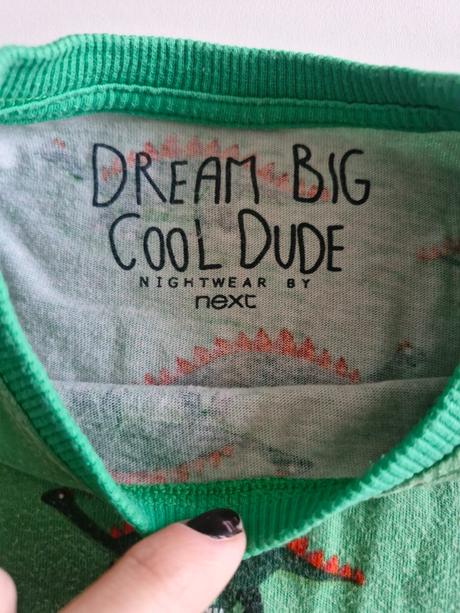 DREAM BIG
COOL DUDE
NIGHTWEAR BY
next